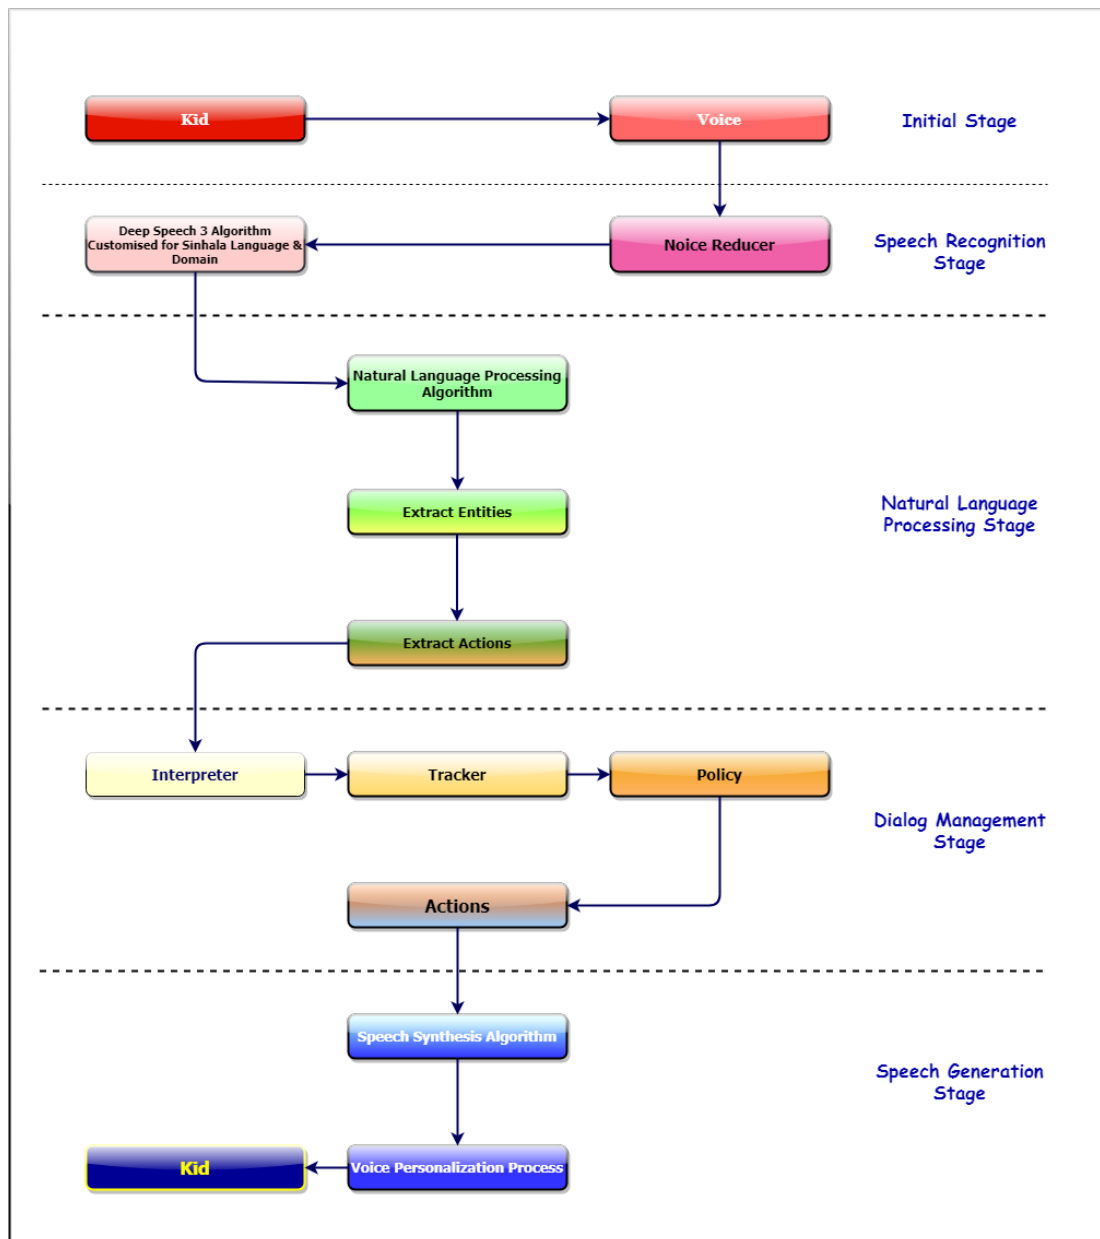 Kid
Voice
Initial Stage
Deep Speech 3 Algorithm
Customised for Sinhala Language &
Domain
Noice Reducer
Speech Recognition
Stage
Natural Language Processing
Algorithm
Extract Entities
Natural Language
Processing Stage
Extract Actions
Interpreter
Tracker
Policy
Dialog Management
Stage
Actions
Speech Synthesis Algorithm
Speech Generation
Stage
Kid
Voice Personalization Process